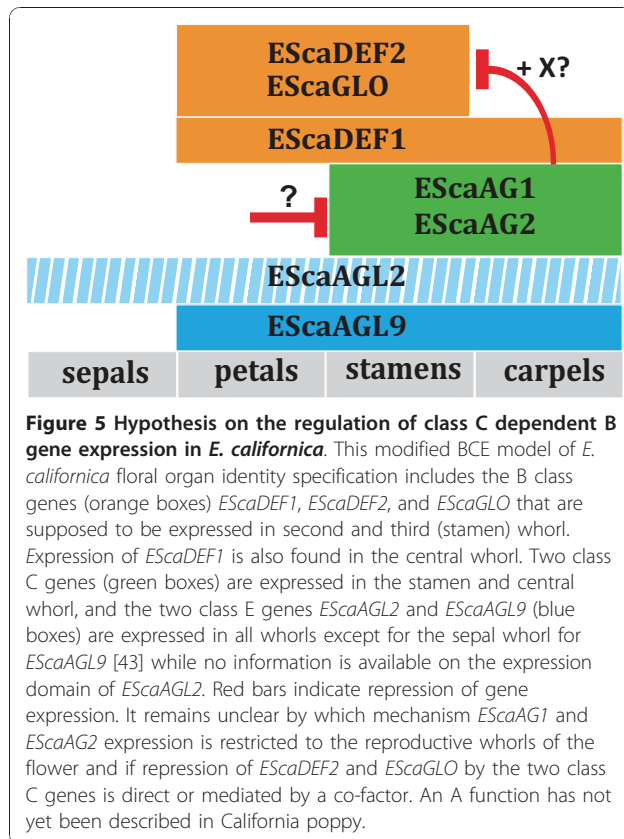 EScaDEF2
EScaGLO
+ X?
EScaDEF1
?
EScaAG1
EScaAG2
EScaAGL2
EScaAGL9
sepals petals stamens carpels
Figure 5 Hypothesis on the regulation of class C dependent B
gene expression in E. californica. This modified BCE model of E.
californica floral organ identity specification includes the B class
genes (orange boxes) EScaDEF1, EScaDEF2, and EScaGLO that are
supposed to be expressed in second and third (stamen) whorl.
Expression of EScaDEF1 is also found in the central whorl. Two class
C genes (green boxes) are expressed in the stamen and central
whorl, and the two class E genes EScaAGL2 and EScaAGL9 (blue
boxes) are expressed in all whorls except for the sepal whorl for
EScaAGL9 [43] while no information is available on the expression
domain of EScaAGL2. Red bars indicate repression of gene
expression. It remains unclear by which mechanism EScaAG1 and
EScaAG2 expression is restricted to the reproductive whorls of the
flower and if repression of EScaDEF2 and EScaGLO by the two class
C genes is direct or mediated by a co-factor. An A function has not
yet been described in California poppy.